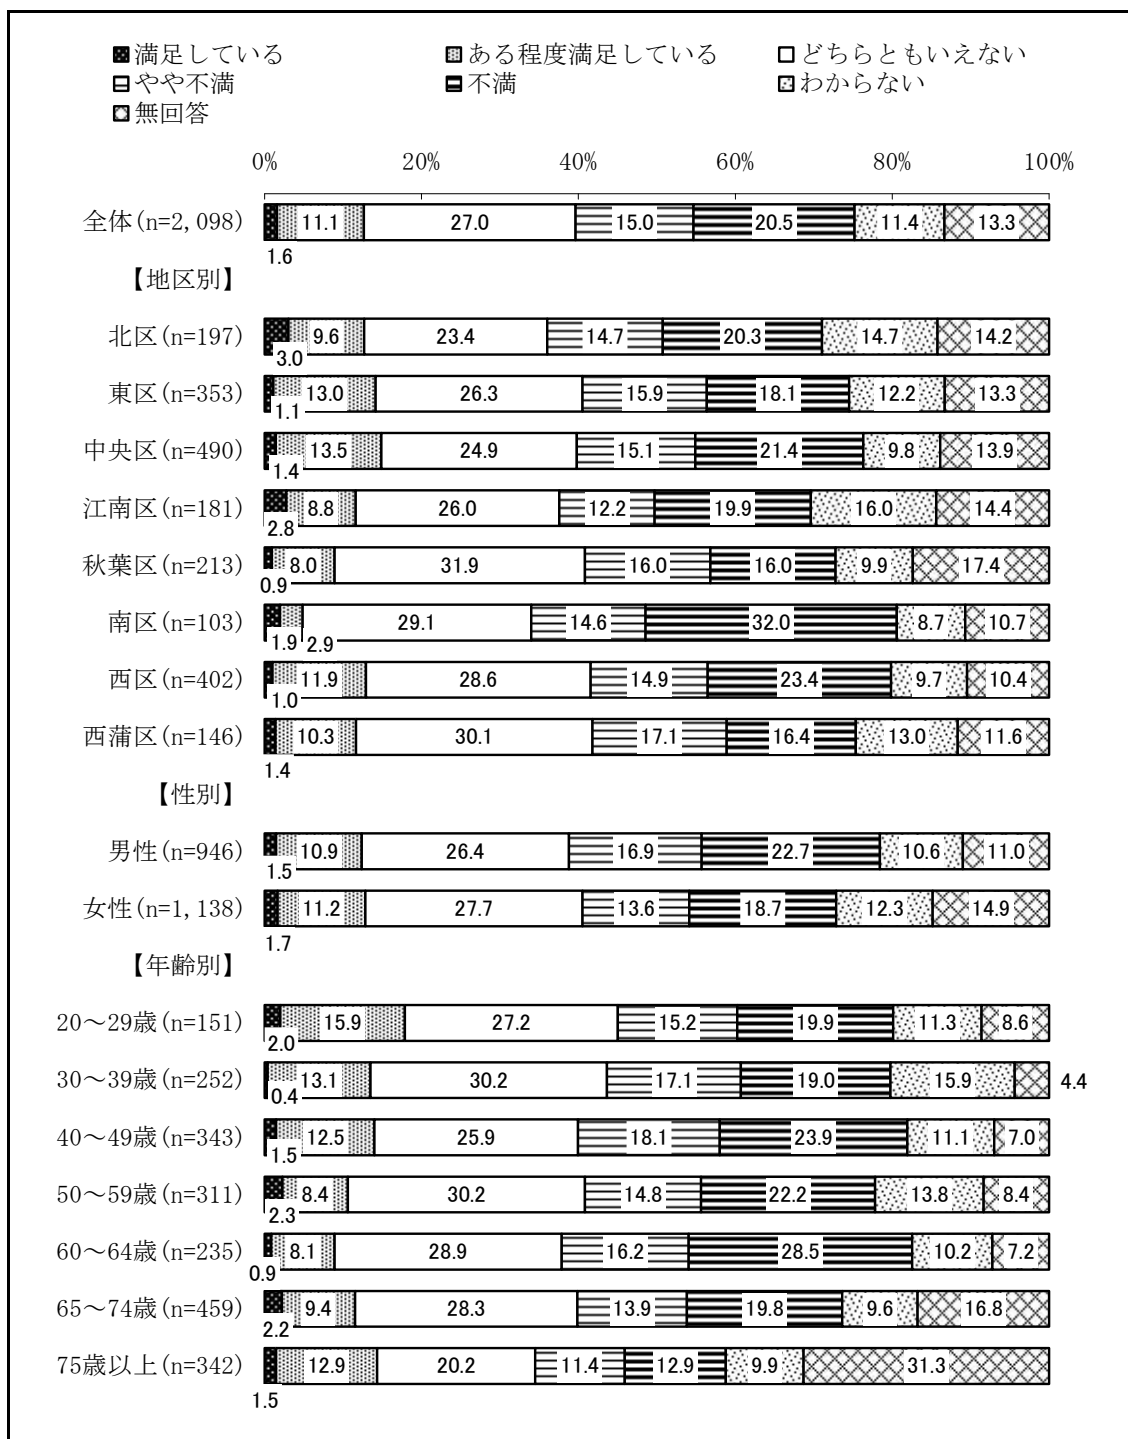 満足している ある程度満足している どちらともいえない
やや不満 不満 わからない
無回答
0% 20% 40% 60% 80% 100%
全体(n=2,098) 11.1 27.0 15.0 20.5 11.4 13.3
1.6
【地区別】
北区(n=197) 9.6 23.4 14.7 20.3 14.7 14.2
3.0
東区(n=353) 13.0 26.3 15.9 18.1 12.2 13.3
1.1
中央区(n=490) 13.5 24.9 15.1 21.4 9.8 13.9
1.4
江南区(n=181) 8.8 26.0 12.2 19.9 16.0 14.4
2.8
秋葉区(n=213) 8.0 31.9 16.0 16.0 9.9 17.4
0.9
南区(n=103) 29.1 14.6 32.0 8.7 10.7
1.9 2.9
西区(n=402) 11.9 28.6 14.9 23.4 9.7 10.4
1.0
西蒲区(n=146) 10.3 30.1 17.1 16.4 13.0 11.6
1.4
【性別】
男性(n=946) 10.9 26.4 16.9 22.7 10.6 11.0
1.5
女性(n=1,138) 11.2 27.7 13.6 18.7 12.3 14.9
1.7
【年齢別】
20～29歳(n=151) 15.9 27.2 15.2 19.9 11.3 8.6
2.0
30～39歳(n=252) 13.1 30.2 17.1 19.0 15.9 4.4
0.4
40～49歳(n=343) 12.5 25.9 18.1 23.9 11.1 7.0
1.5
50～59歳(n=311) 8.4 30.2 14.8 22.2 13.8 8.4
2.3
60～64歳(n=235) 8.1 28.9 16.2 28.5 10.2 7.2
0.9
65～74歳(n=459) 9.4 28.3 13.9 19.8 9.6 16.8
2.2
75歳以上(n=342) 12.9 20.2 11.4 12.9 9.9 31.3
1.5